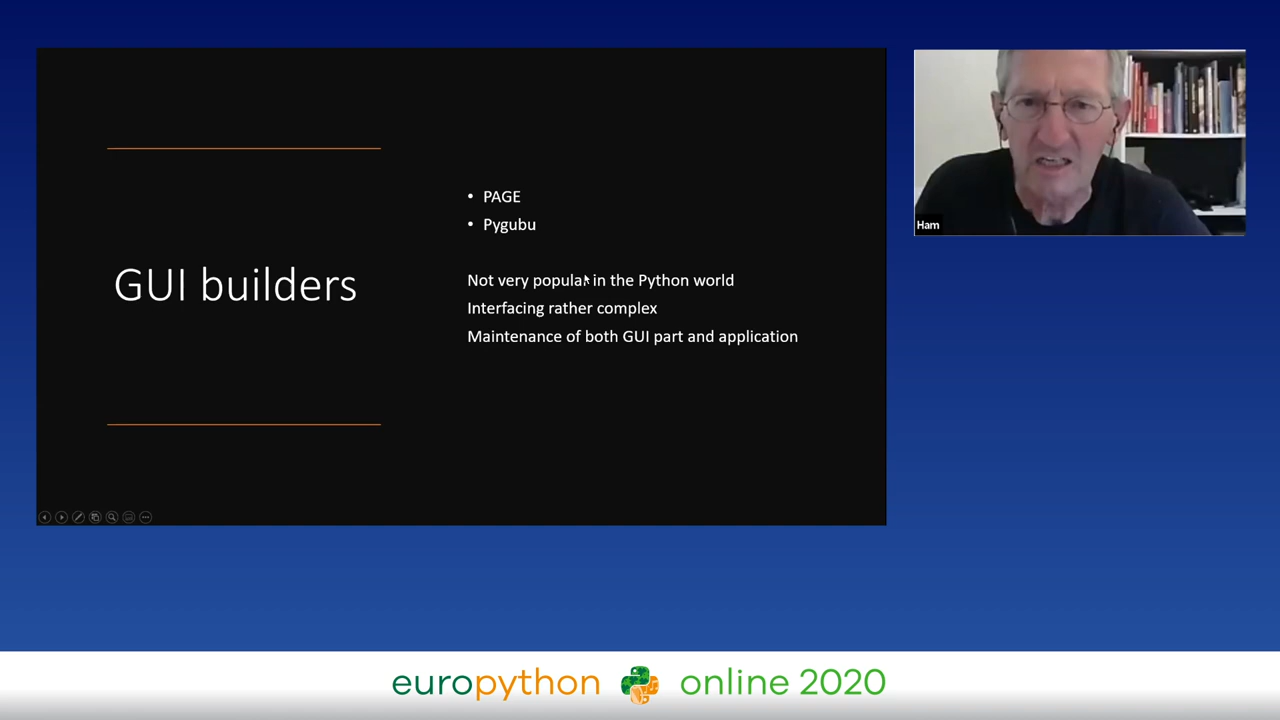 GUI builders
• PAGE
• Pygubu
Not very popular in the Python world
Interfacing rather complex
Maintenance of both GUI part and application
Ham
europython online 2020